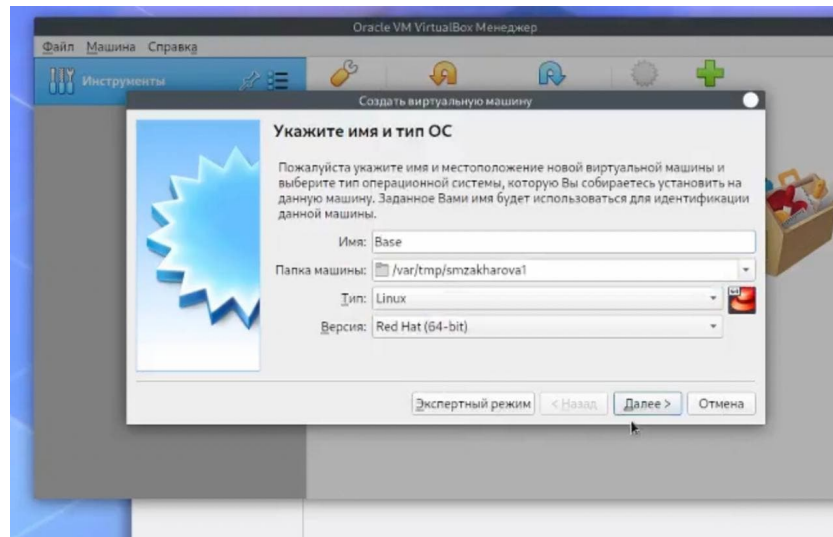 Oracle VM VirtualBox Менеджер
Файл Машина Справка
Инструменты
Создать виртуальную машину
Укажите имя и тип ОС
Пожалуйста укажите имя и местоположение новой виртуальной машины и
выберите тип операционной системы, которую Вы собираетесь установить на
данную машину. Заданное Вами имя будет использоваться для идентификации
данной машины.
Имя: Base
Папка машины: /var/tmp/smzakharova1
Тип: Linux
64
Версия: Red Hat (64-bit)
Экспертный режим < Назад Далее > Отмена